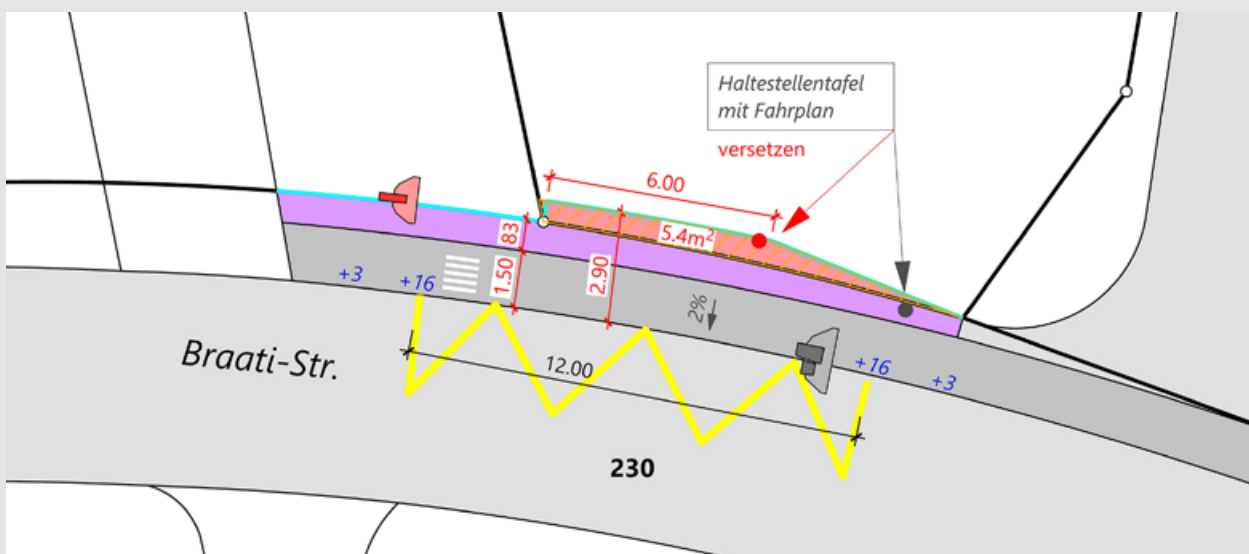 Haltestellentafel
mit Fahrplan
versetzen
6.00
5.4m²
83
1.50
2.90
+3
+16
2%
Braati-Str.
12.00
+16
+3
230